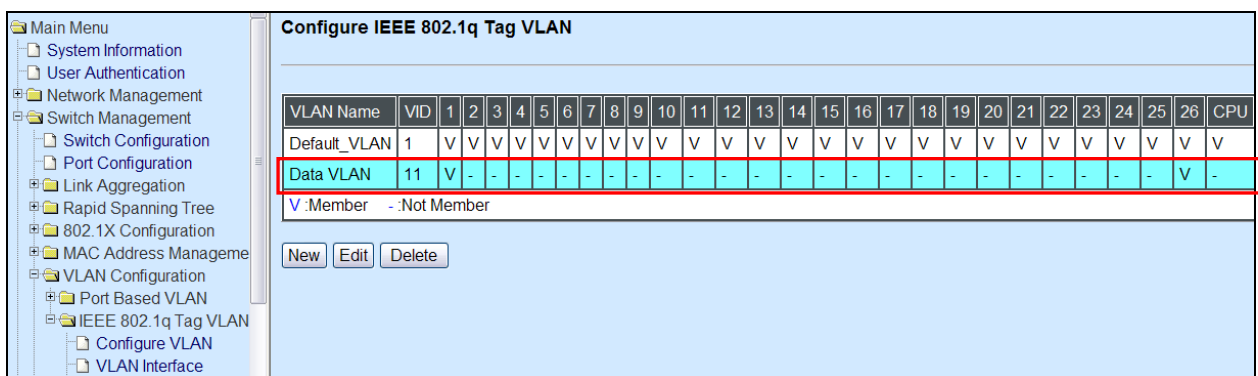 Main Menu
System Information
User Authentication
Network Management
Switch Management
Switch Configuration
Port Configuration
Link Aggregation
Rapid Spanning Tree
802.1X Configuration
MAC Address Manageme
VLAN Configuration
Port Based VLAN
IEEE 802.1q Tag VLAN
Configure VLAN
VLAN Interface
Configure IEEE 802.1q Tag VLAN
VLAN Name VID 1 2 3 4 5 6 7 8 9 10 11 12 13 14 15 16 17 18 19 20 21 22 23 24 25 26 CPU
Default_VLAN 1 V V V V V V V V V V V V V V V V V V V V V V V V V V V
Data VLAN 11 V - - - - - - - - - - - - - - - - - - - - - - - - V -
V :Member - :Not Member
New Edit Delete